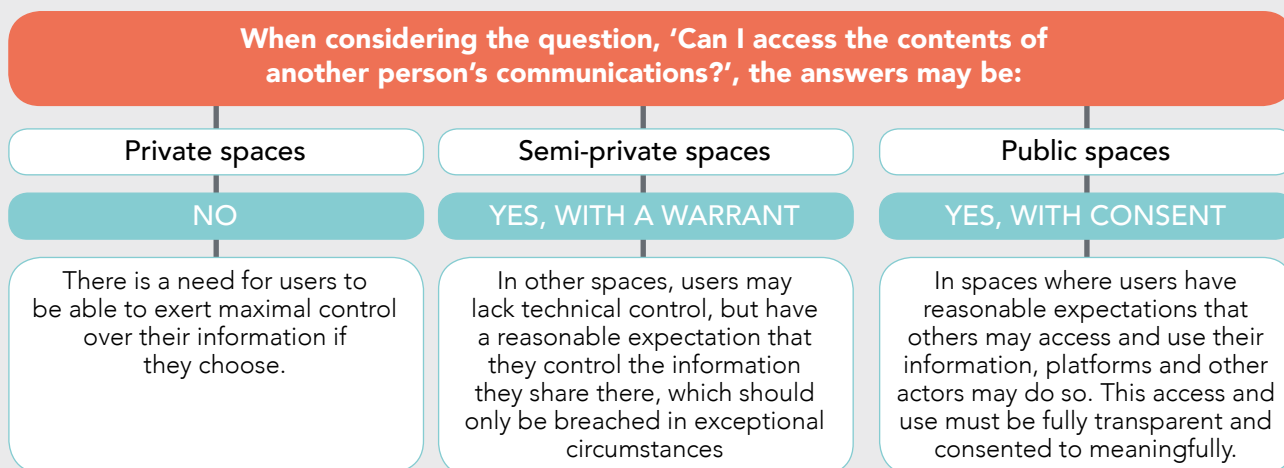 When considering the question, ‘Can I access the contents of
another person’s communications?’, the answers may be:
Private spaces
NO
There is a need for users to
be able to exert maximal control
over their information if
they choose.
Semi-private spaces
YES, WITH A WARRANT
In other spaces, users may
lack technical control, but have
a reasonable expectation that
they control the information
they share there, which should
only be breached in exceptional
circumstances
Public spaces
YES, WITH CONSENT
In spaces where users have
reasonable expectations that
others may access and use their
information, platforms and other
actors may do so. This access and
use must be fully transparent and
consented to meaningfully.